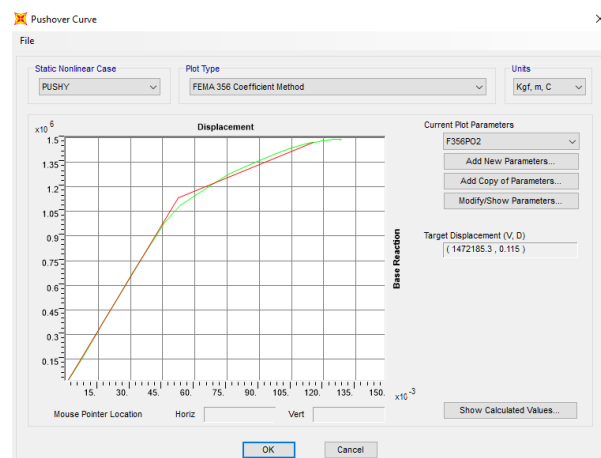 Pushover Curve
File
Static Nonlinear Case
PUSHY
Plot Type
FEMA 356 Coefficient Method
Units
Kgf, m, C
Displacement
x10 6
1.5
1.35
1.2
1.05
0.9
0.75
0.6
0.45
0.3
0.15
15. 30. 45. 60. 75. 90. 105. 120. 135. 150. x10 -3
Base Reaction
Mouse Pointer Location Horiz Vert
Current Plot Parameters
F356PO2
Add New Parameters...
Add Copy of Parameters...
Modify/Show Parameters...
Target Displacement (V, D)
( 1472185.3 , 0.115 )
Show Calculated Values...
OK Cancel